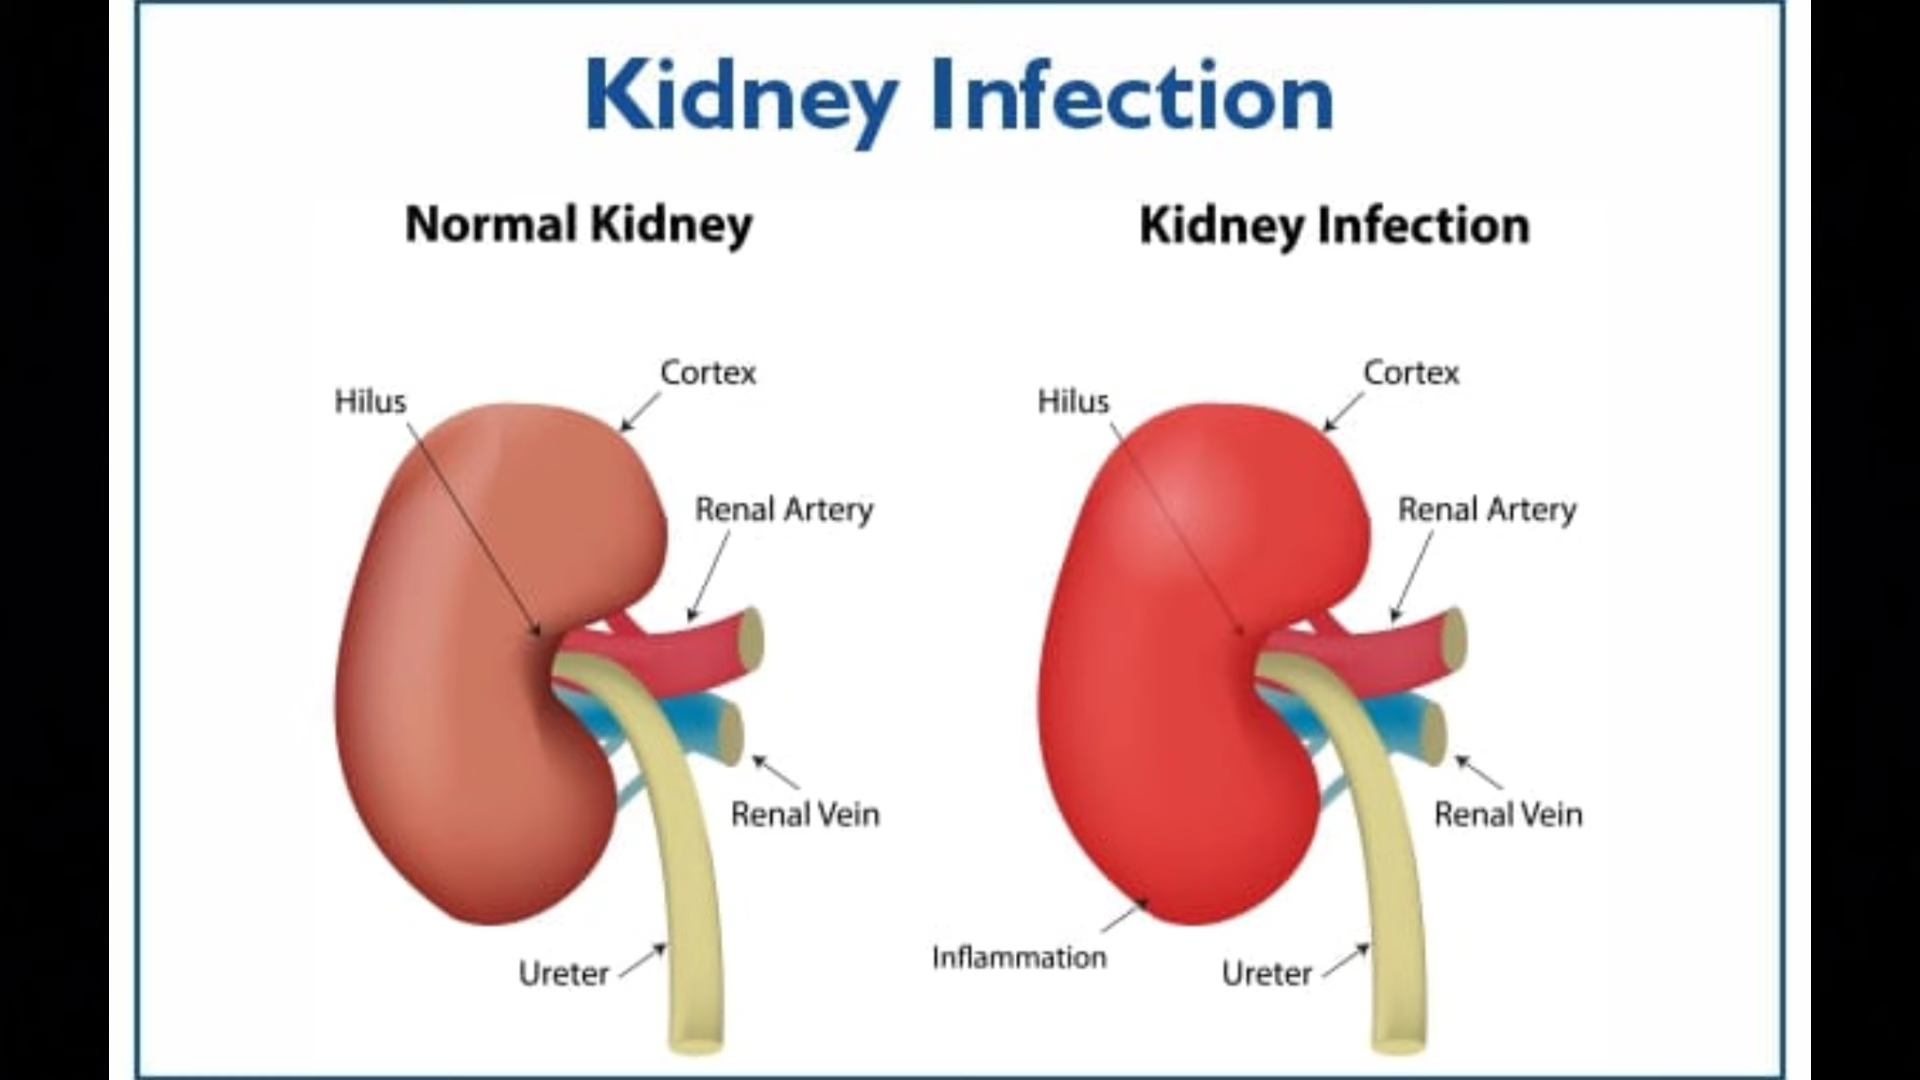 Kidney Infection
Normal Kidney
Hilus
Cortex
Renal Artery
Renal Vein
Ureter
Kidney Infection
Hilus
Cortex
Renal Artery
Renal Vein
Inflammation
Ureter